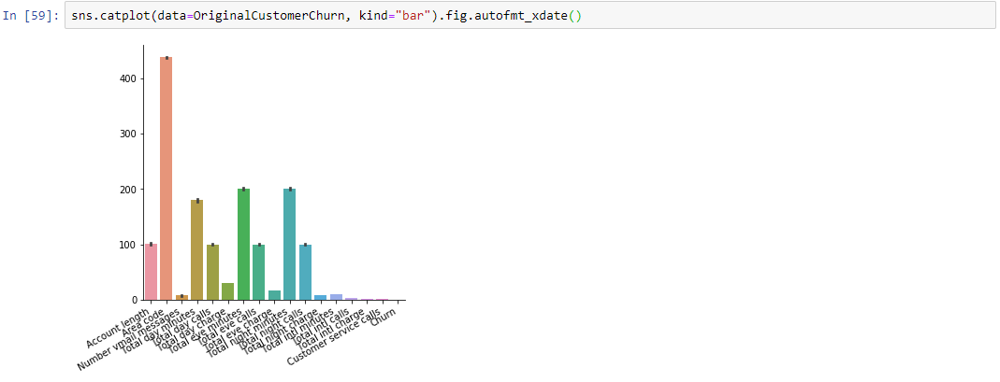 In [59]: sns.catplot(data=OriginalCustomerChurn, kind="bar").fig.autofmt_xdate()
400
300
200
100
0
Account length
Area code
Number vmail messages
Total day minutes
Total day calls
Total day charge
Total eve minutes
Total eve calls
Total eve charge
Total night minutes
Total night calls
Total night charge
Total intl minutes
Total intl calls
Total intl charge
Customer service calls
Churn